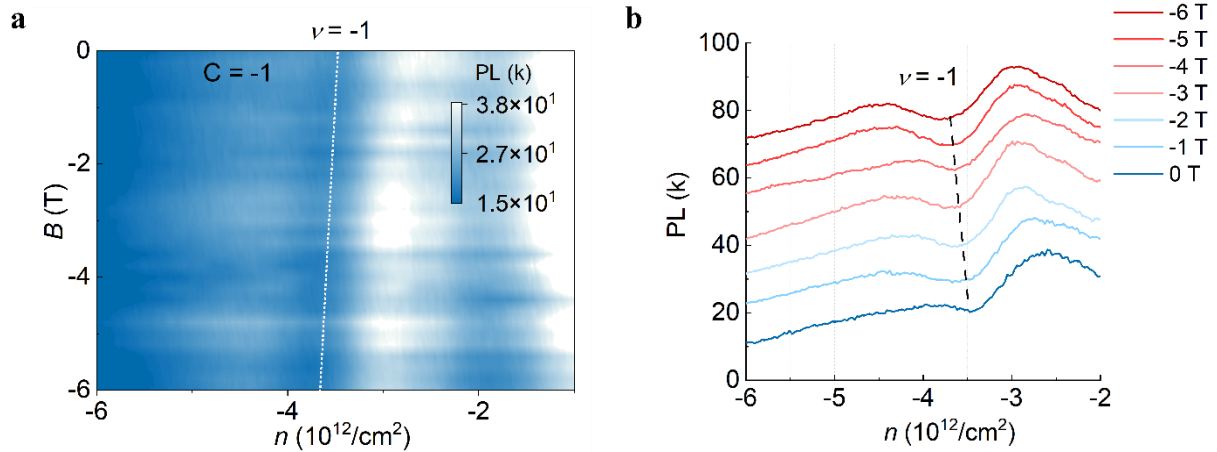 a
ν = -1
C = -1
PL (k)
3.8×10¹
2.7×10¹
1.5×10¹
0
-2
-4
-6
B (T)
-6
-4
-2
n (10¹²/cm²)
b
ν = -1
100
80
60
40
20
0
PL (k)
-6
-5
-4
-3
-2
n (10¹²/cm²)
-6 T
-5 T
-4 T
-3 T
-2 T
-1 T
0 T